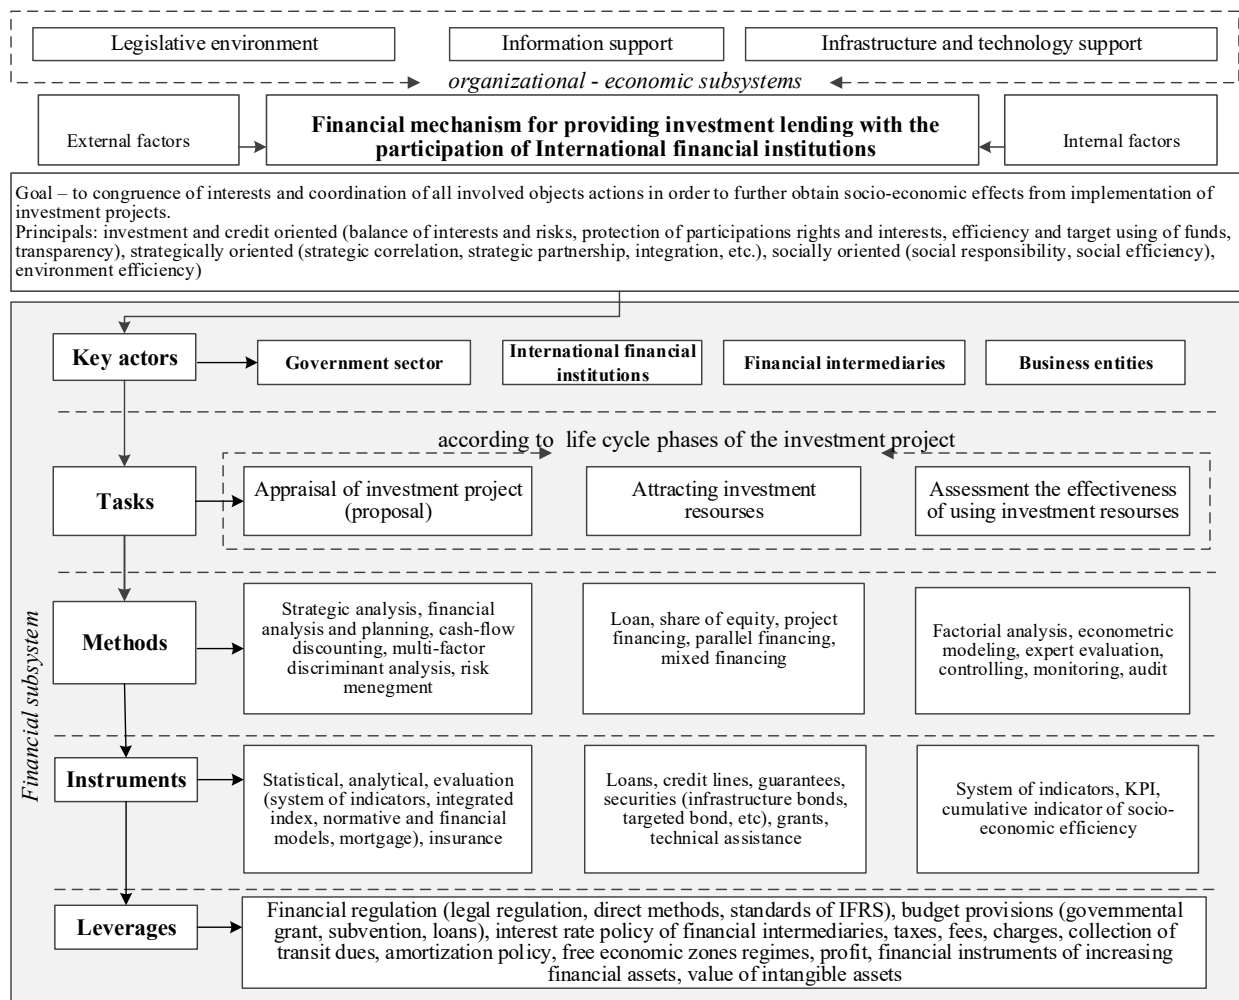 Legislative environment
Information support
Infrastructure and technology support
organizational - economic subsystems
External factors
Financial mechanism for providing investment lending with the
participation of International financial institutions
Internal factors
Goal – to congruence of interests and coordination of all involved objects actions in order to further obtain socio-economic effects from implementation of
investment projects.
Principals: investment and credit oriented (balance of interests and risks, protection of participations rights and interests, efficiency and target using of funds,
transparency), strategically oriented (strategic correlation, strategic partnership, integration, etc.), socially oriented (social responsibility, social efficiency),
environment efficiency)
Financial subsystem
Key actors
Government sector
International financial
institutions
Financial intermediaries
Business entities
according to life cycle phases of the investment project
Tasks
Appraisal of investment project
(proposal)
Attracting investment
resourses
Assessment the effectiveness
of using investment resourses
Methods
Strategic analysis, financial
analysis and planning, cash-flow
discounting, multi-factor
discriminant analysis, risk
menegment
Loan, share of equity, project
financing, parallel financing,
mixed financing
Factorial analysis, econometric
modeling, expert evaluation,
controlling, monitoring, audit
Instruments
Statistical, analytical, evaluation
(system of indicators, integrated
index, normative and financial
models, mortgage), insurance
Loans, credit lines, guarantees,
securities (infrastructure bonds,
targeted bond, etc), grants,
technical assistance
System of indicators, KPI,
cumulative indicator of socio-
economic efficiency
Leverages
Financial regulation (legal regulation, direct methods, standards of IFRS), budget provisions (governmental
grant, subvention, loans), interest rate policy of financial intermediaries, taxes, fees, charges, collection of
transit dues, amortization policy, free economic zones regimes, profit, financial instruments of increasing
financial assets, value of intangible assets